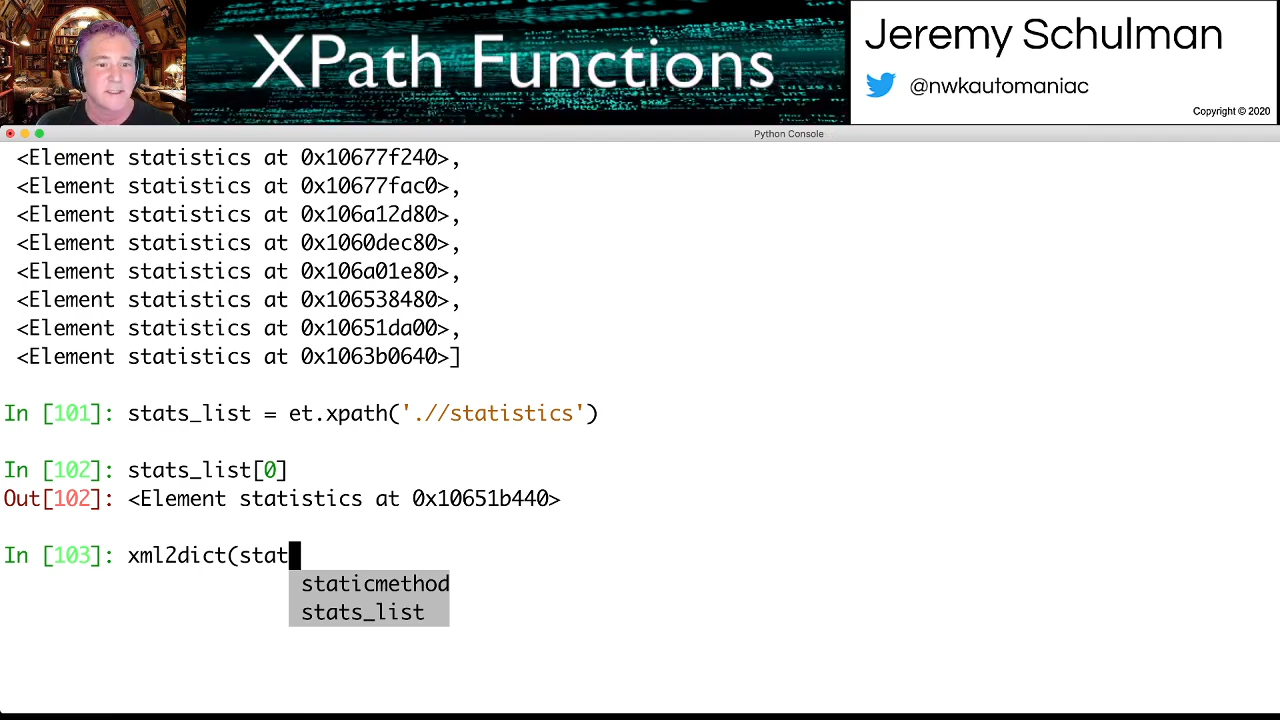 XPath Functions
Jeremy Schulman
@nwkautomaniac
Copyright © 2020
Python Console
<Element statistics at 0x10677f240>,
<Element statistics at 0x10677fac0>,
<Element statistics at 0x106a12d80>,
<Element statistics at 0x1060dec80>,
<Element statistics at 0x106a01e80>,
<Element statistics at 0x106538480>,
<Element statistics at 0x10651da00>,
<Element statistics at 0x1063b0640>]
In [101]: stats_list = et.xpath('.//statistics')
In [102]: stats_list[0]
Out[102]: <Element statistics at 0x10651b440>
In [103]: xml2dict(stat
staticmethod
stats_list